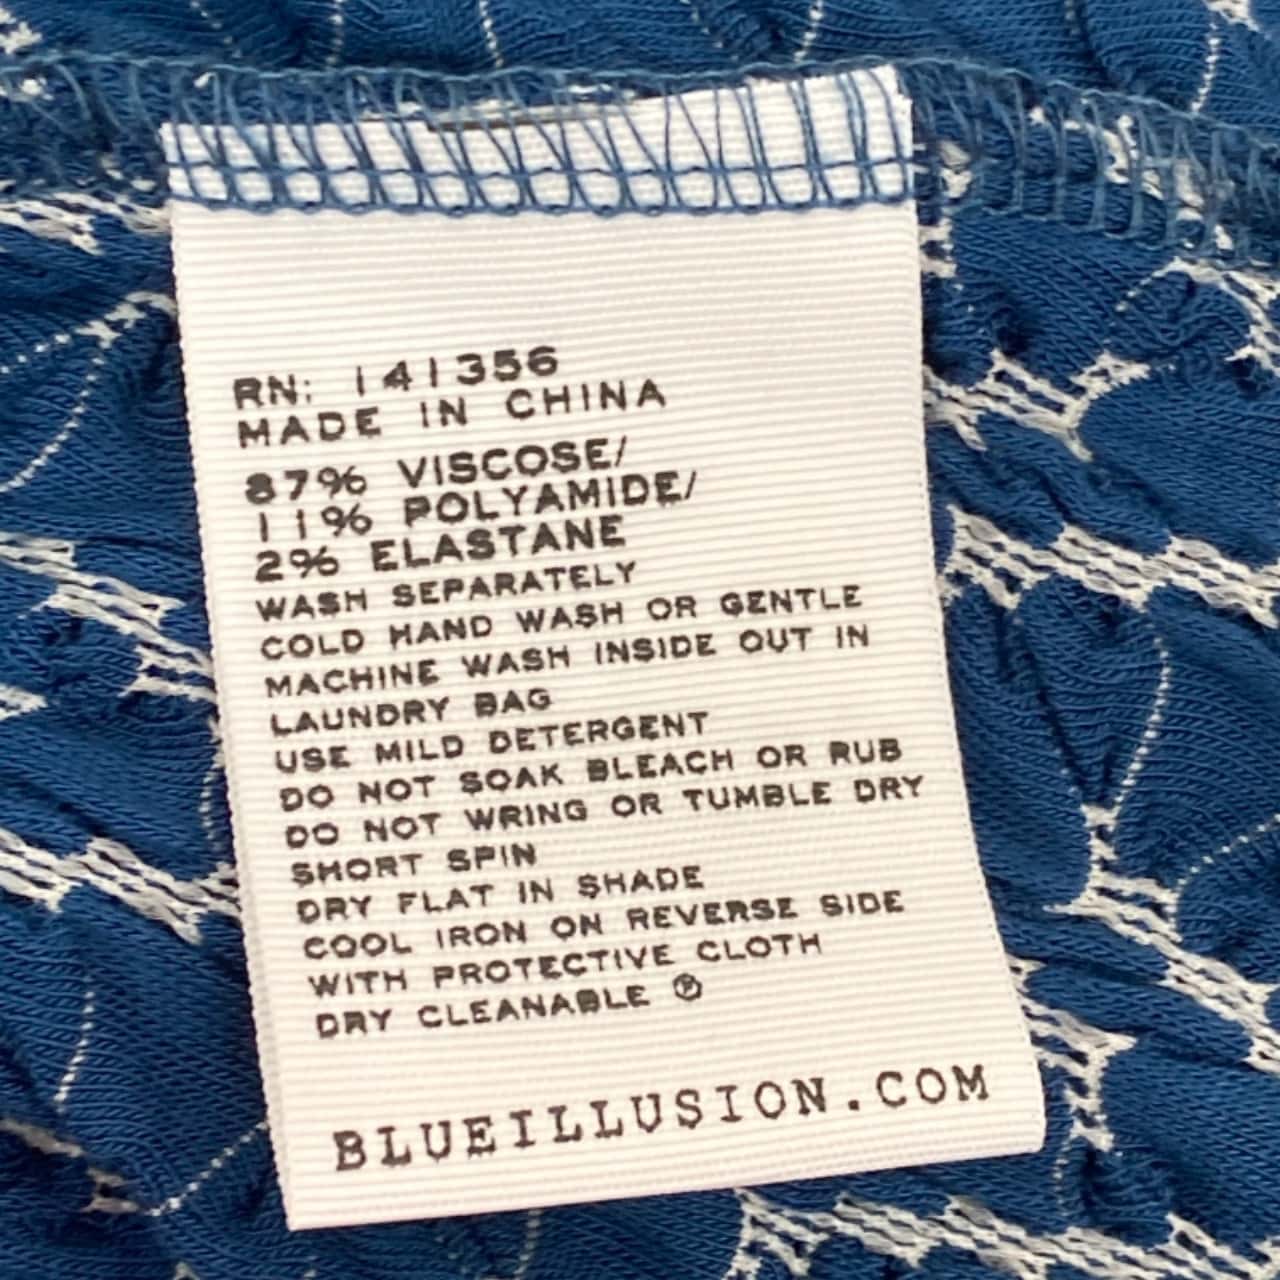 RN: 141356
MADE IN CHINA
87% VISCOSE/
11% POLYAMIDE/
2% ELASTANE
WASH SEPARATELY
COLD HAND WASH OR GENTLE
MACHINE WASH INSIDE OUT IN
LAUNDRY BAG
USE MILD DETERGENT
DO NOT SOAK BLEACH OR RUB
DO NOT WRING OR TUMBLE DRY
SHORT SPIN
DRY FLAT IN SHADE
COOL IRON ON REVERSE SIDE
WITH PROTECTIVE CLOTH
DRY CLEANABLE Ⓟ
BLUEILLUSION.COM